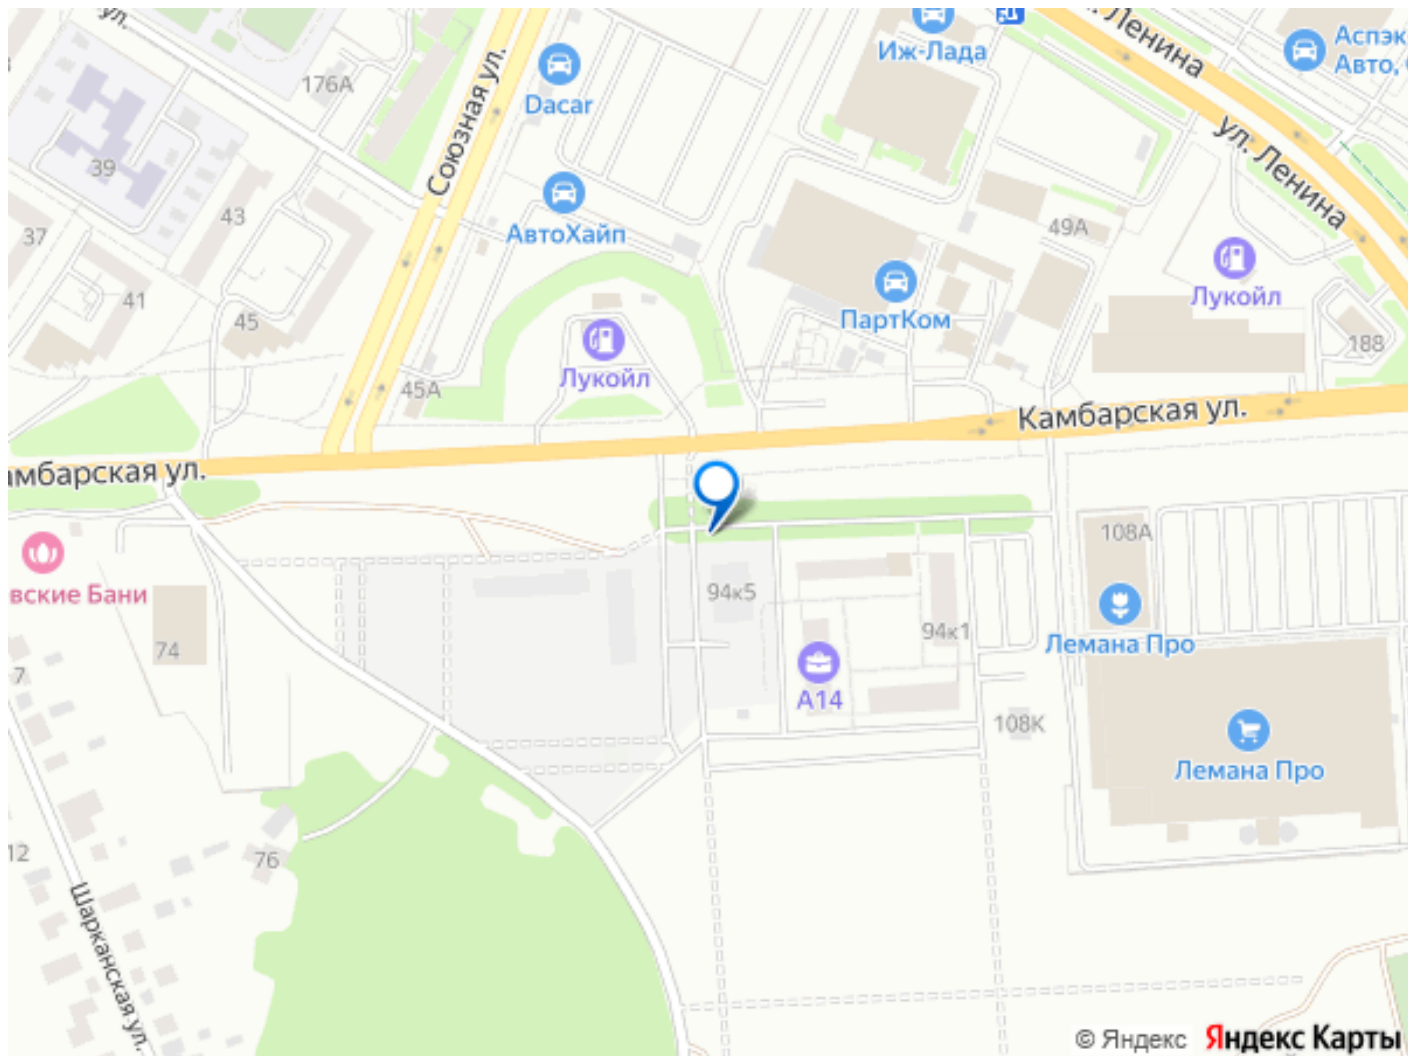 ул.
176А
Союзная ул.
Dacar
Иж-Лада
ул. Ленина
Аспэк
Авто,
ул. Ленина
39
43
37
АвтоХайп
49А
41
45
Лукойл
ПартКом
Лукойл
188
45А
Камбарская ул.
амбарская ул.
108А
вские Бани
94к5
94к1
74
Лемана Про
7
А14
108К
Лемана Про
12
76
Шарканская ул.
© Яндекс Яндекс Карты